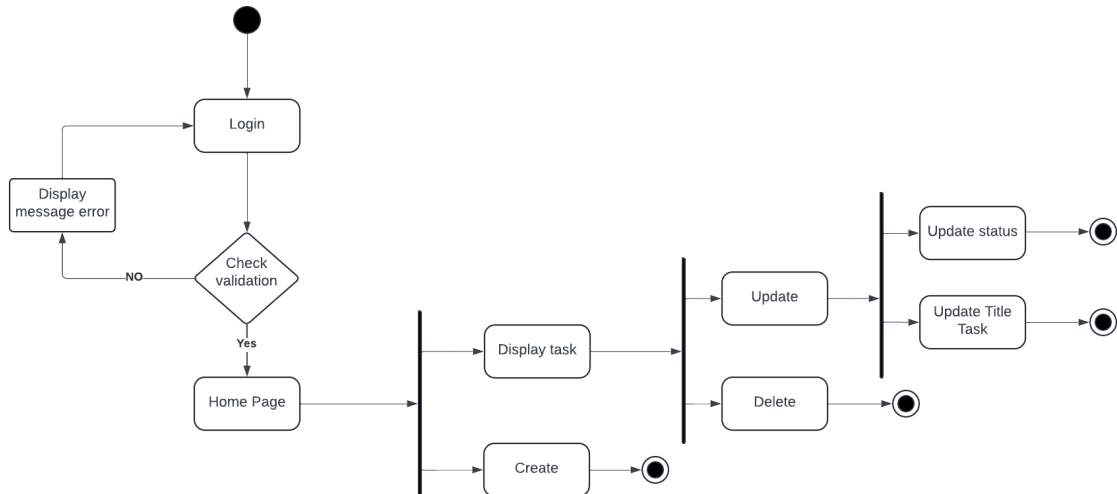 Login
Display
message error
Check
validation
NO
Yes
Home Page
Display task
Create
Update
Delete
Update status
Update Title
Task